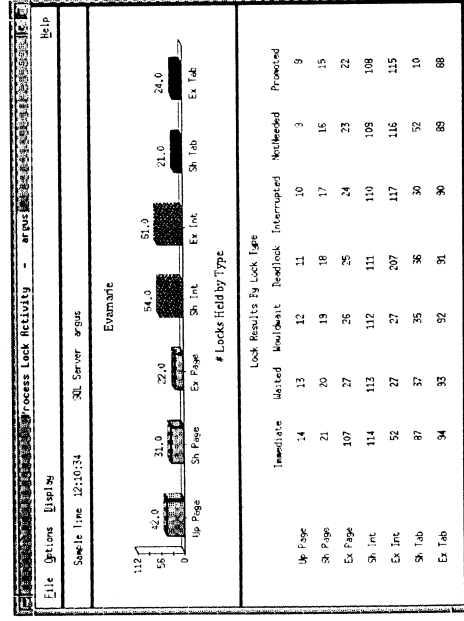 Process Lock Activity - argus
File Options Display Help
Sample Time 12:10:34 SQL Server argus
Evamarie
112
56
0
42.0 31.0 22.0 54.0 61.0 21.0 24.0
Up Page Sh Page Ex Page Sh Int Ex Int Sh Tab Ex Tab
# Locks Held by Type
Lock Results By Lock Type
Immediate Waited Wouldwait Deadlock Interrupted NotNeeded Promoted
Up Page 14 13 12 11 10 9 9
Sh Page 21 20 19 18 17 16 15
Ex Page 107 27 26 25 24 23 22
Sh Int 114 113 112 111 110 109 108
Ex Int 52 27 27 207 117 116 115
Sh Tab 87 37 35 36 30 52 10
Ex Tab 94 93 92 91 90 89 88